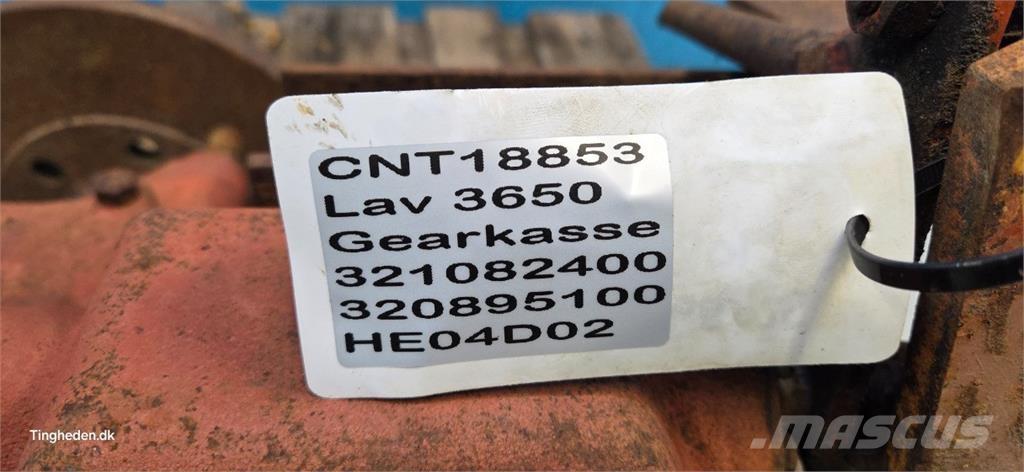 CNT18853
Lav 3650
Gearkasse
321082400
320895100
HE04D02
Tingheden.dk
MASCUS